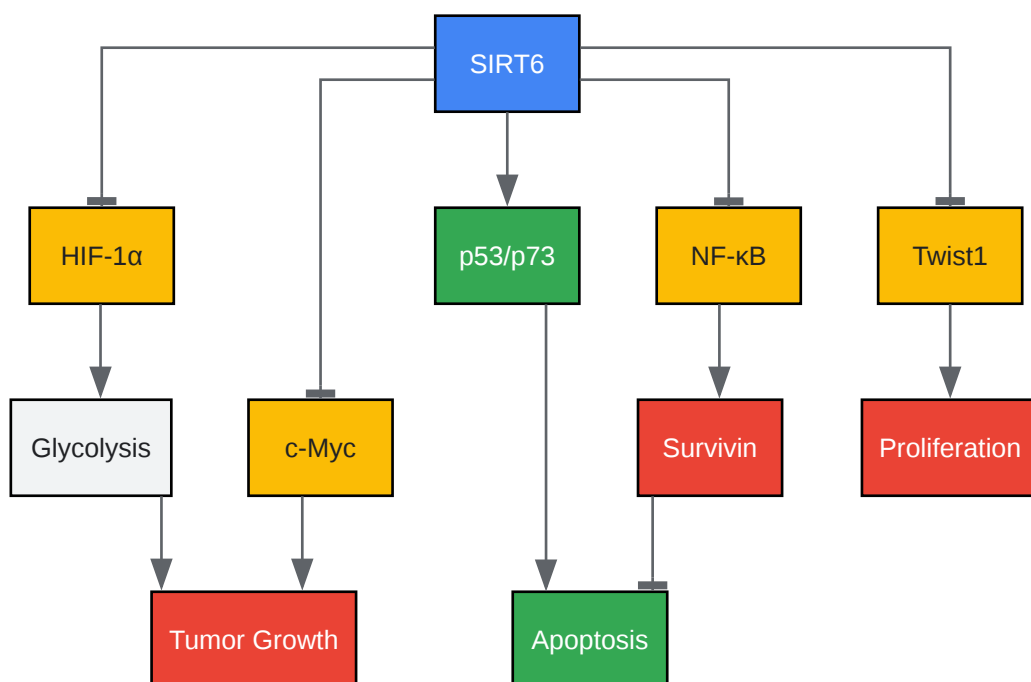 SIRT6
HIF-1α
p53/p73
NF-κB
Twist1
Glycolysis
c-Myc
Survivin
Proliferation
Tumor Growth
Apoptosis